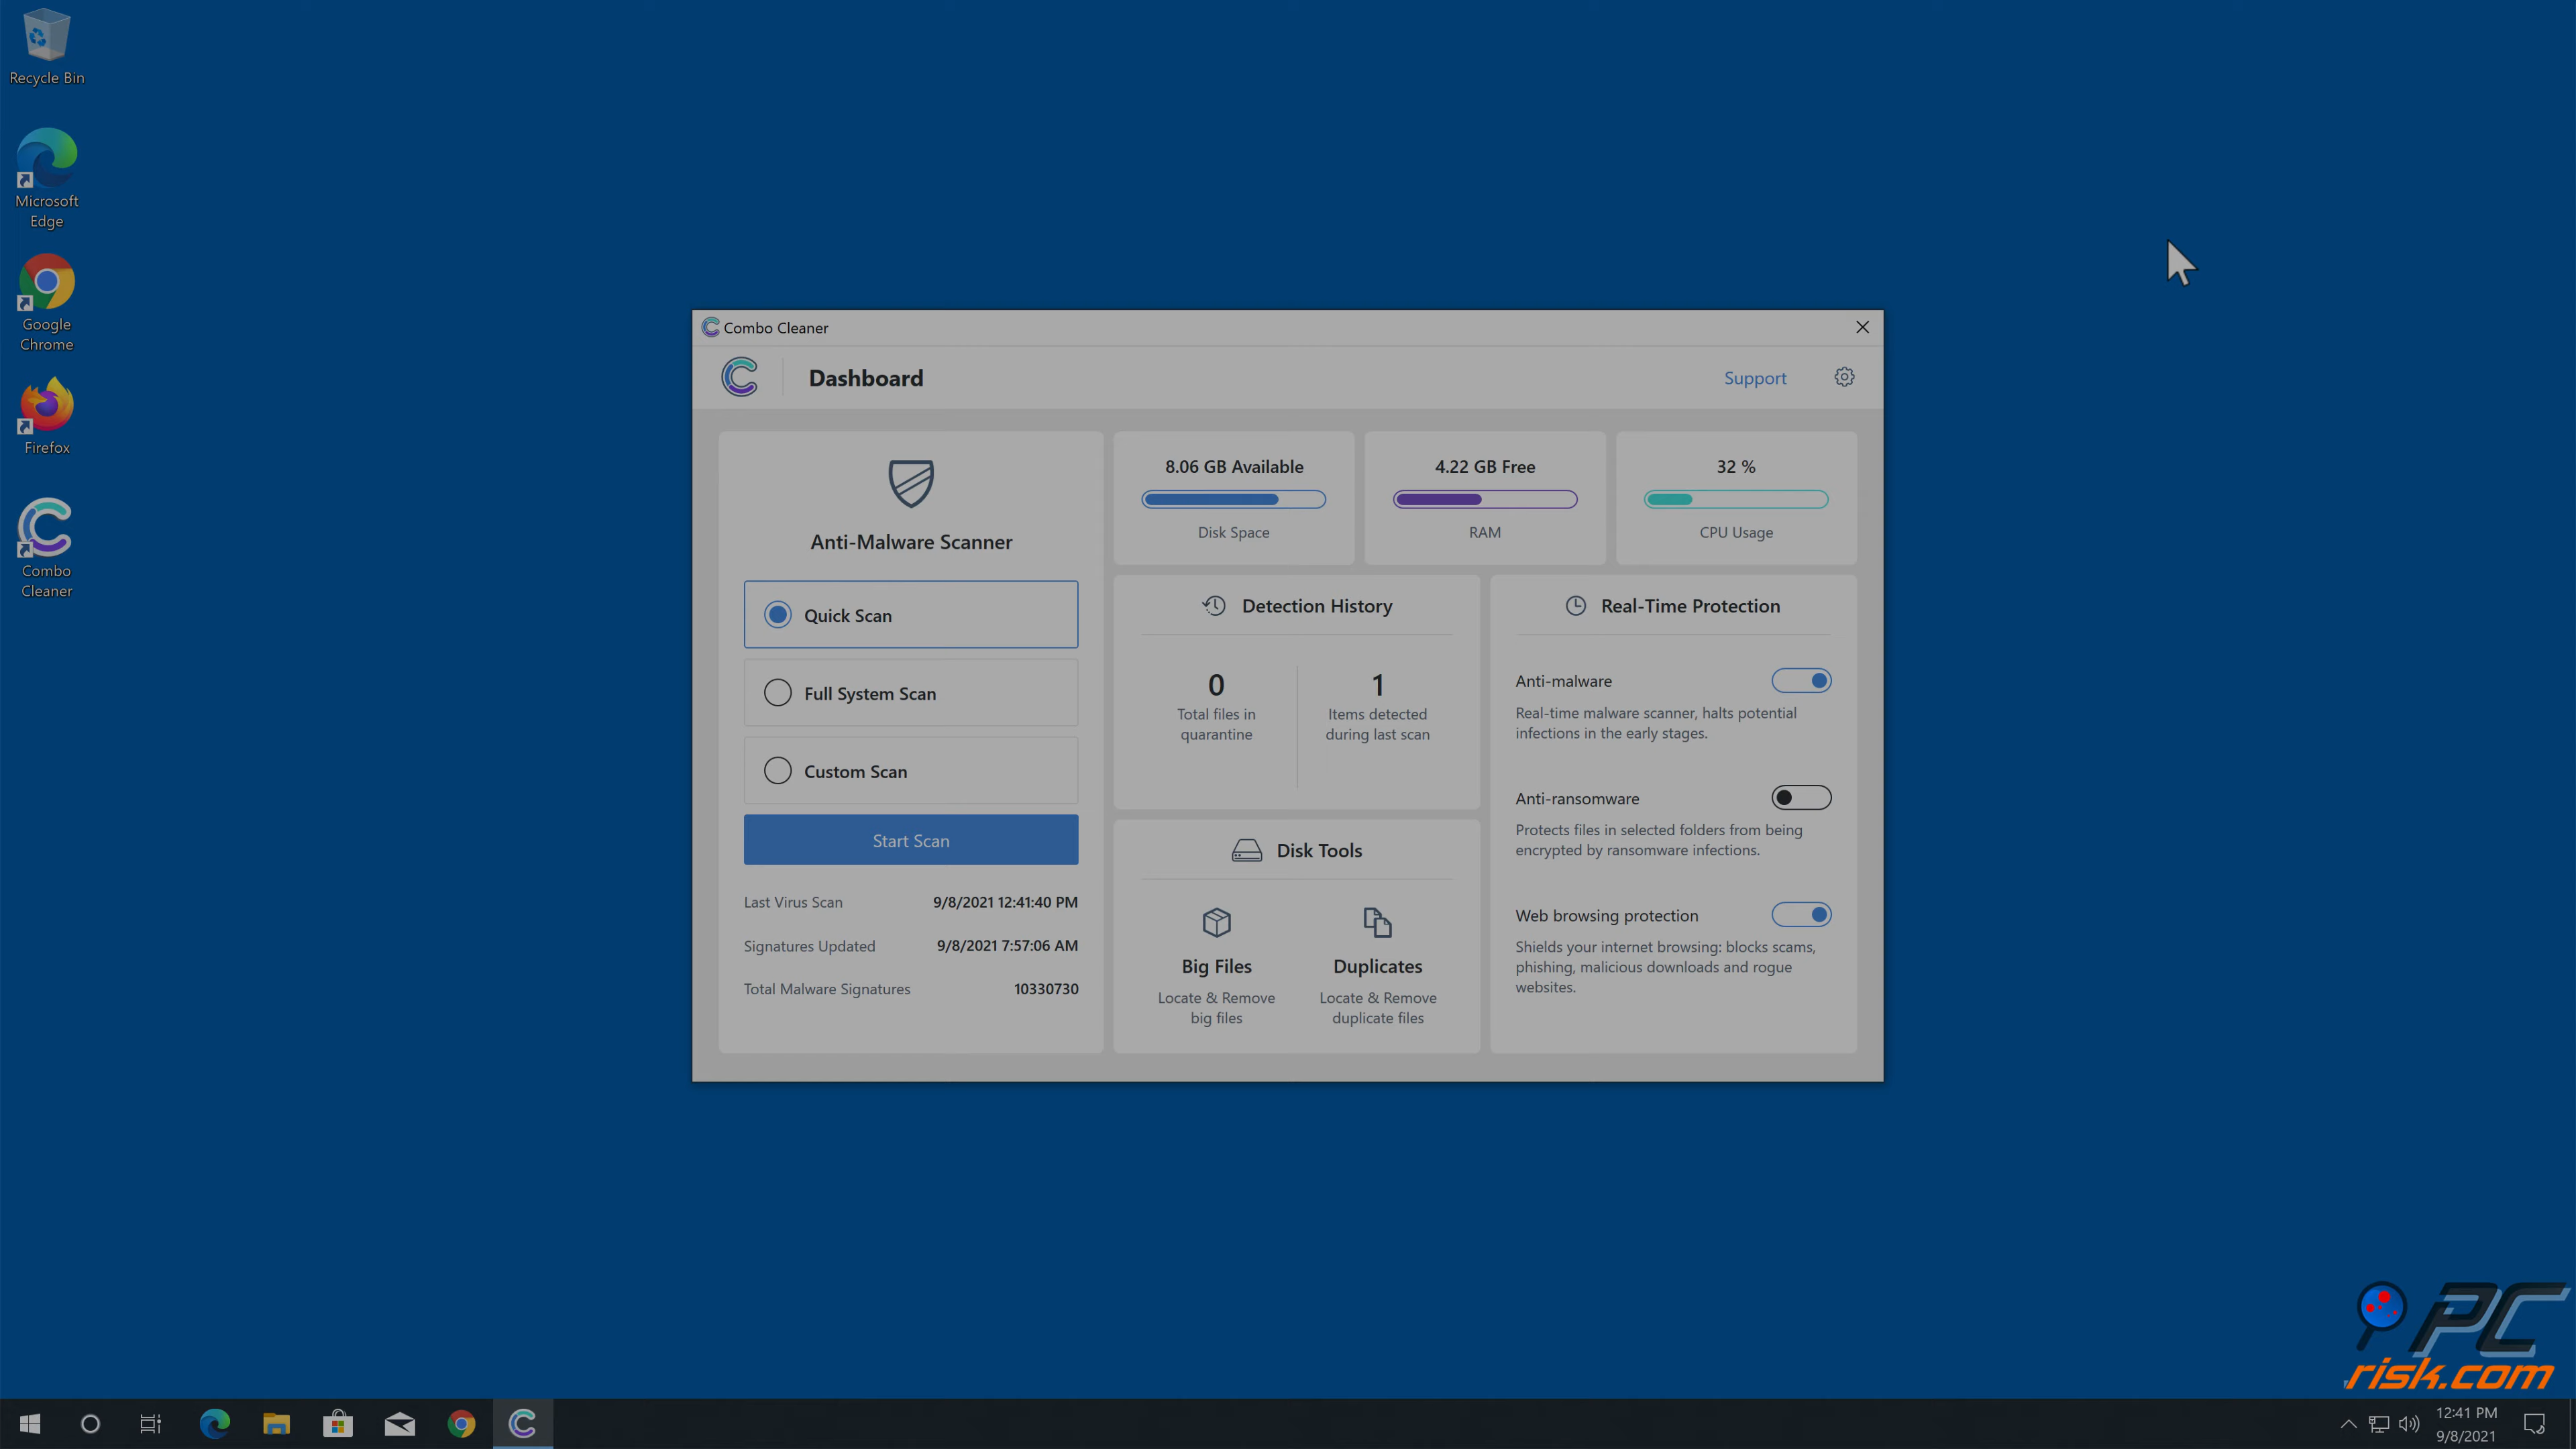 Recycle Bin
Microsoft
Edge
Google
Chrome
Firefox
Combo
Cleaner
Combo Cleaner
Dashboard
Support
Anti-Malware Scanner
Quick Scan
Full System Scan
Custom Scan
Start Scan
Last Virus Scan 9/8/2021 12:41:40 PM
Signatures Updated 9/8/2021 7:57:06 AM
Total Malware Signatures 10330730
8.06 GB Available
Disk Space
4.22 GB Free
RAM
32 %
CPU Usage
Detection History
0
Total files in
quarantine
1
Items detected
during last scan
Disk Tools
Big Files
Locate & Remove
big files
Duplicates
Locate & Remove
duplicate files
Real-Time Protection
Anti-malware
Real-time malware scanner, halts potential
infections in the early stages.
Anti-ransomware
Protects files in selected folders from being
encrypted by ransomware infections.
Web browsing protection
Shields your internet browsing: blocks scams,
phishing, malicious downloads and rogue
websites.
PC
risk.com
12:41 PM
9/8/2021